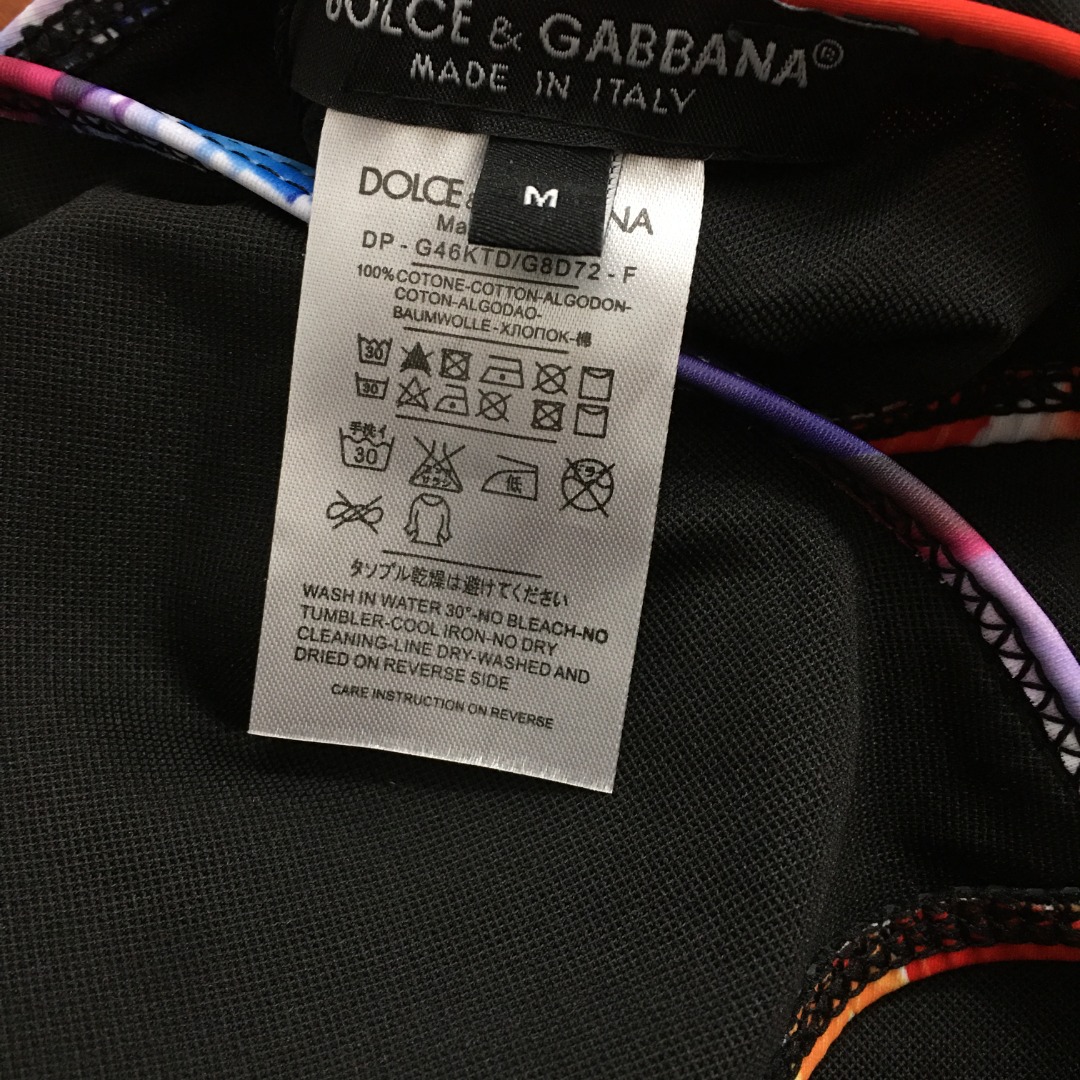 DOLCE & GABBANA®
MADE IN ITALY
M
DOLCE
NA
DP - G46KTD/G8D72 - F
100% COTONE-COTTON-ALGODON-
COTON-ALGODAO-
BAUMWOLLE-ХЛОПОК-棉
30
30
手洗イ
30
低
タソプル乾燥は避けてください
WASH IN WATER 30°-NO BLEACH-NO
TUMBLER-COOL IRON-NO DRY
CLEANING-LINE DRY-WASHED AND
DRIED ON REVERSE SIDE
CARE INSTRUCTION ON REVERSE